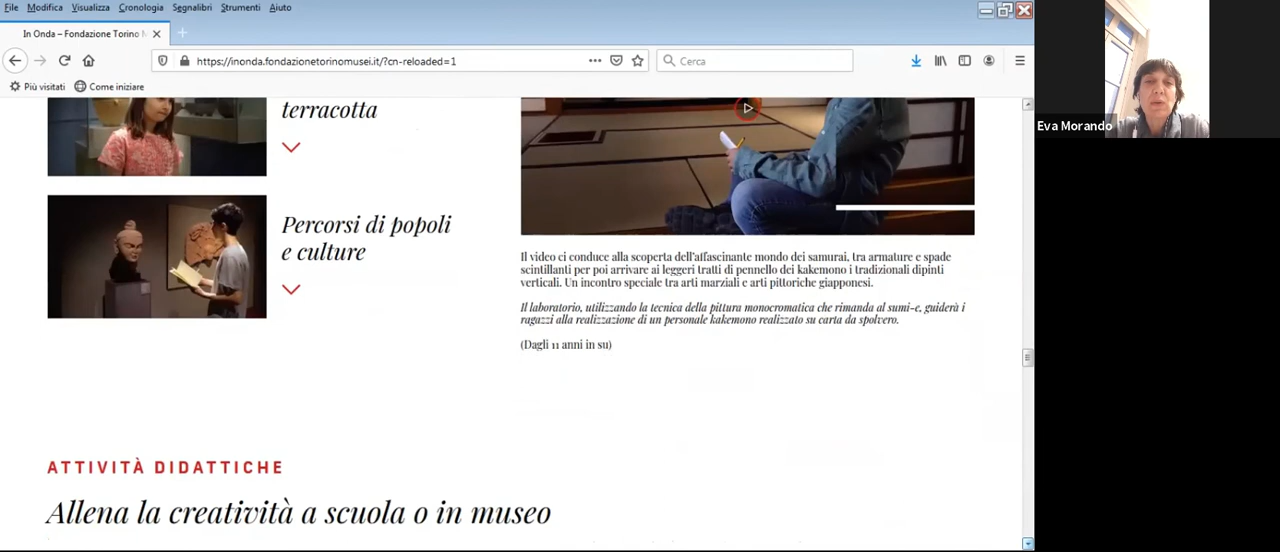 File Modifica Visualizza Cronologia Segnalibri Strumenti Aiuto
In Onda – Fondazione Torino
https://inonda.fondazionetorinomusei.it/?cn-reloaded=1
Cerca
Più visitati Come iniziare
terracotta
Percorsi di popoli
e culture
Il video ci conduce alla scoperta dell'affascinante mondo dei samurai, tra armature e spade
scintillanti per poi arrivare ai leggeri tratti di pennello dei kakemono i tradizionali dipinti
verticali. Un incontro speciale tra arti marziali e arti pittoriche giapponesi.
Il laboratorio, utilizzando la tecnica della pittura monocromatica che rimanda al sumi-e, guiderà i
ragazzi alla realizzazione di un personale kakemono realizzato su carta da spolvero.
(Dagli 11 anni in su)
ATTIVITÀ DIDATTICHE
Allena la creatività a scuola o in museo
Eva Morando